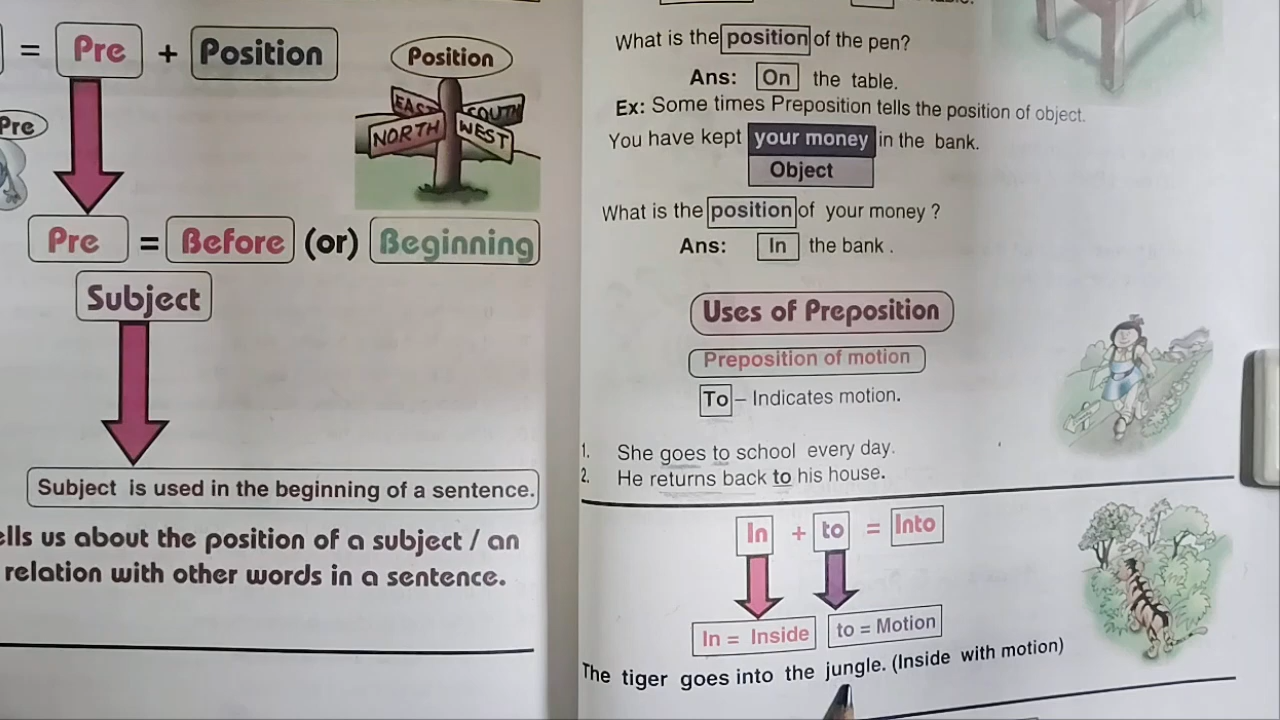 = Pre + Position
Position
EAST SOUTH
NORTH WEST
Pre
Pre = Before (or) Beginning
Subject
Subject is used in the beginning of a sentence.
us about the position of a subject / an
relation with other words in a sentence.
What is the position of the pen?
Ans: On the table.
Ex: Some times Preposition tells the position of object.
You have kept your money in the bank.
Object
What is the position of your money ?
Ans: In the bank .
Uses of Preposition
Preposition of motion
To – Indicates motion.
1. She goes to school every day.
2. He returns back to his house.
In + to = Into
In = Inside to = Motion
The tiger goes into the jungle. (Inside with motion)